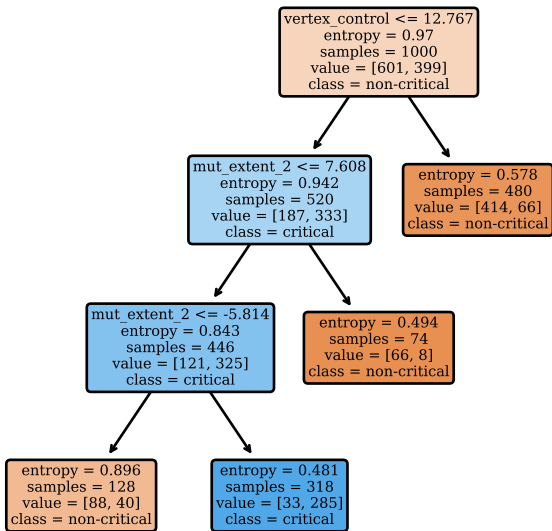 vertex_control <= 12.767
entropy = 0.97
samples = 1000
value = [601, 399]
class = non-critical
mut_extent_2 <= 7.608
entropy = 0.942
samples = 520
value = [187, 333]
class = critical
entropy = 0.578
samples = 480
value = [414, 66]
class = non-critical
mut_extent_2 <= -5.814
entropy = 0.843
samples = 446
value = [121, 325]
class = critical
entropy = 0.494
samples = 74
value = [66, 8]
class = non-critical
entropy = 0.896
samples = 128
value = [88, 40]
class = non-critical
entropy = 0.481
samples = 318
value = [33, 285]
class = critical